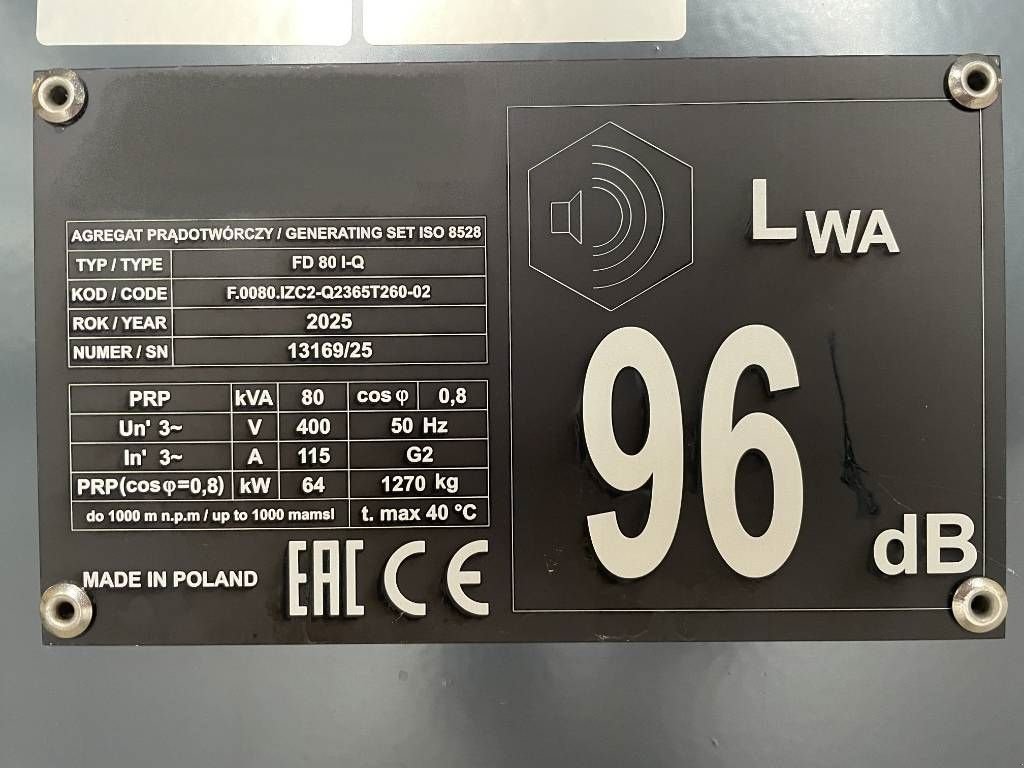 AGREGAT PRĄDOTWÓRCZY / GENERATING SET ISO 8528
TYP / TYPE FD 80 I-Q
KOD / CODE F.0080.IZC2-Q2365T260-02
ROK / YEAR 2025
NUMER / SN 13169/25
PRP kVA 80 cos φ 0,8
Un' 3~ V 400 50 Hz
In' 3~ A 115 G2
PRP(cosφ=0,8) kW 64 1270 kg
do 1000 m n.p.m / up to 1000 mamsl t. max 40 °C
MADE IN POLAND EAC CE
LWA
96
dB